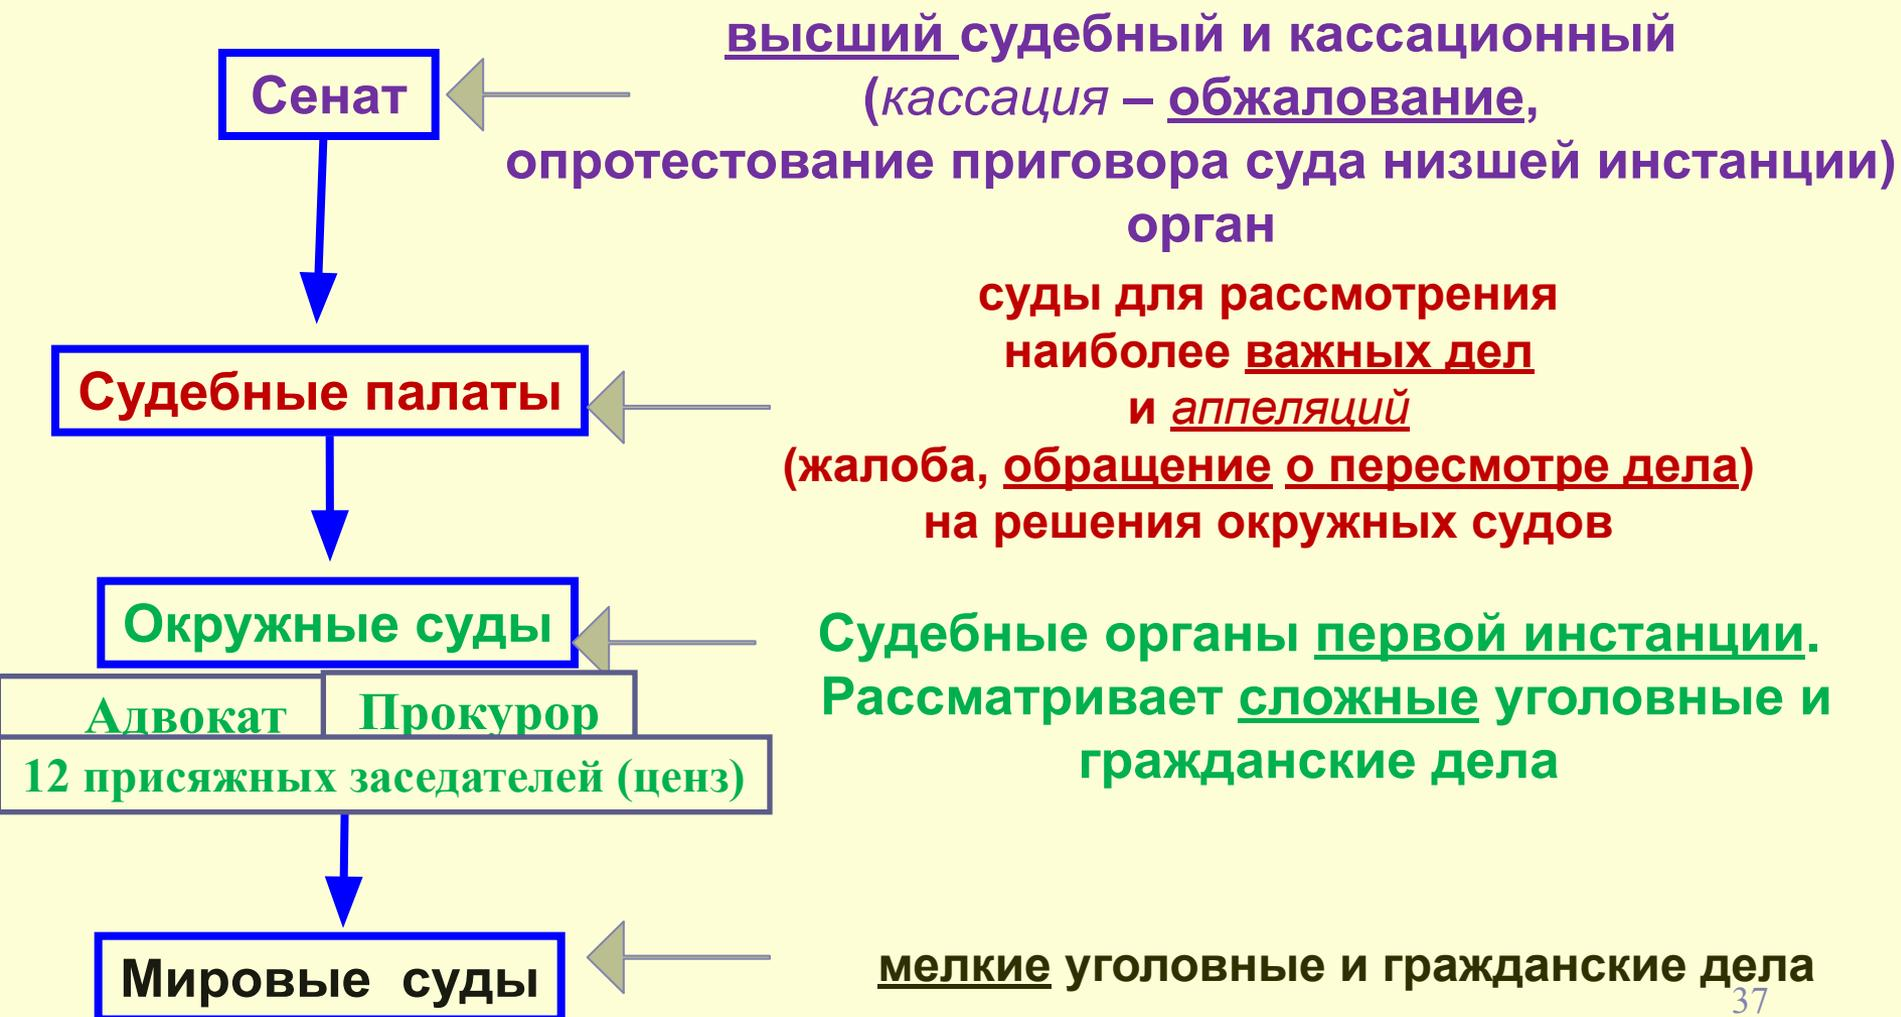 Сенат
высший судебный и кассационный
(кассация – обжалование,
опротестование приговора суда низшей инстанции)
орган
Судебные палаты
суды для рассмотрения
наиболее важных дел
и аппеляций
(жалоба, обращение о пересмотре дела)
на решения окружных судов
Окружные суды
Адвокат
Прокурор
12 присяжных заседателей (ценз)
Судебные органы первой инстанции.
Рассматривает сложные уголовные и
гражданские дела
Мировые суды
мелкие уголовные и гражданские дела
37